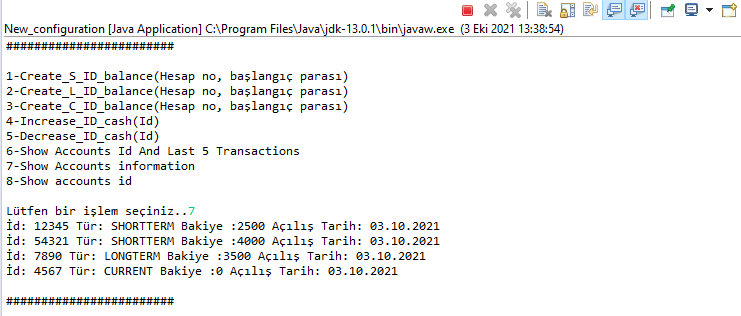 New_configuration [Java Application] C:\Program Files\Java\jdk-13.0.1\bin\javaw.exe (3 Eki 2021 13:38:54)
########################
1-Create_S_ID_balance(Hesap no, başlangıç parası)
2-Create_L_ID_balance(Hesap no, başlangıç parası)
3-Create_C_ID_balance(Hesap no, başlangıç parası)
4-Increase_ID_cash(Id)
5-Decrease_ID_cash(Id)
6-Show Accounts Id And Last 5 Transactions
7-Show Accounts information
8-Show accounts id
Lütfen bir işlem seçiniz..7
İd: 12345 Tür: SHORTTERM Bakiye :2500 Açılış Tarih: 03.10.2021
İd: 54321 Tür: SHORTTERM Bakiye :4000 Açılış Tarih: 03.10.2021
İd: 7890 Tür: LONGTERM Bakiye :3500 Açılış Tarih: 03.10.2021
İd: 4567 Tür: CURRENT Bakiye :0 Açılış Tarih: 03.10.2021
########################